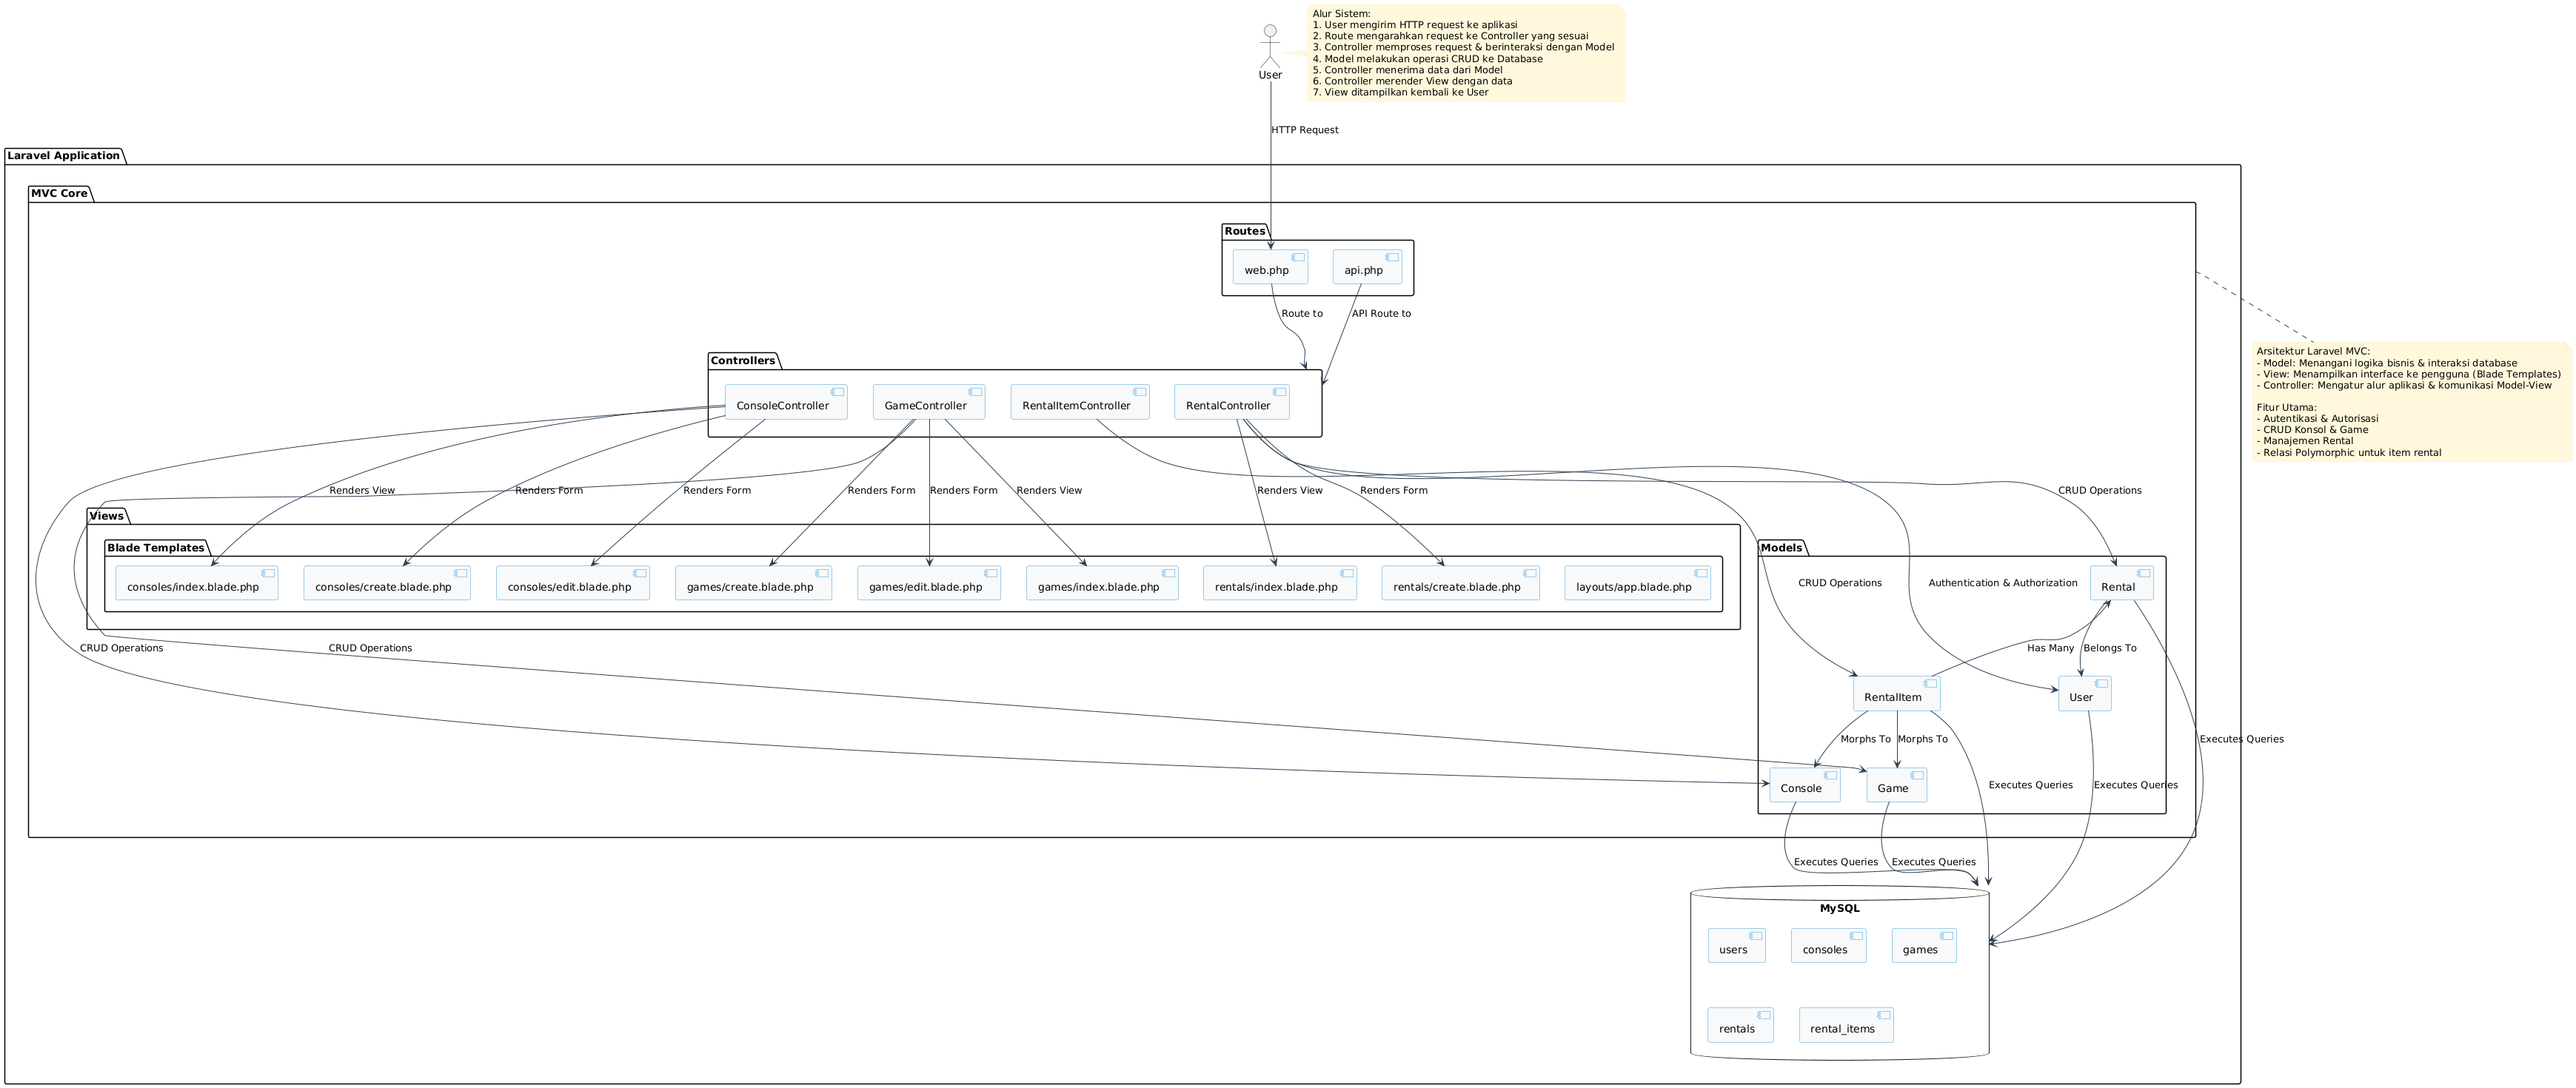 Alur Sistem:
1. User mengirim HTTP request ke aplikasi
2. Route mengarahkan request ke Controller yang sesuai
3. Controller memproses request & berinteraksi dengan Model
4. Model melakukan operasi CRUD ke Database
5. Controller menerima data dari Model
6. Controller merender View dengan data
7. View ditampilkan kembali ke User
User
HTTP Request
Laravel Application
MVC Core
Routes
web.php
api.php
Route to
API Route to
Arsitektur Laravel MVC:
- Model: Menangani logika bisnis & interaksi database
- View: Menampilkan interface ke pengguna (Blade Templates)
- Controller: Mengatur alur aplikasi & komunikasi Model-View
Fitur Utama:
- Autentikasi & Autorisasi
- CRUD Konsol & Game
- Manajemen Rental
- Relasi Polymorphic untuk item rental
Controllers
ConsoleController
GameController
RentalItemController
RentalController
Renders View
Renders Form
Renders Form
Renders Form
Renders Form
Renders View
Renders View
Renders Form
CRUD Operations
Views
Blade Templates
consoles/index.blade.php
consoles/create.blade.php
consoles/edit.blade.php
games/create.blade.php
games/edit.blade.php
games/index.blade.php
rentals/index.blade.php
rentals/create.blade.php
layouts/app.blade.php
Models
CRUD Operations
Authentication & Authorization
Rental
CRUD Operations
CRUD Operations
Has Many
Belongs To
RentalItem
User
Morphs To
Morphs To
Executes Queries
Console
Game
Executes Queries
Executes Queries
Executes Queries
Executes Queries
MySQL
users
consoles
games
rentals
rental_items